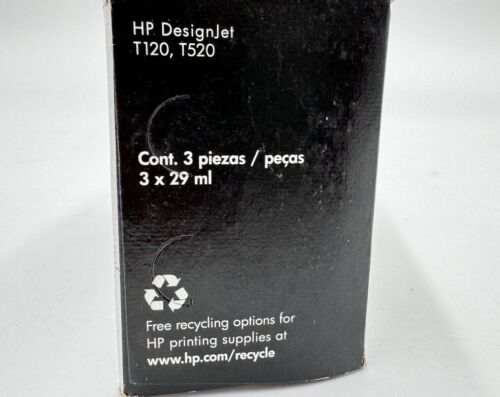 HP DesignJet
T120, T520
Cont. 3 piezas / peças
3 x 29 ml
Free recycling options for
HP printing supplies at
www.hp.com/recycle